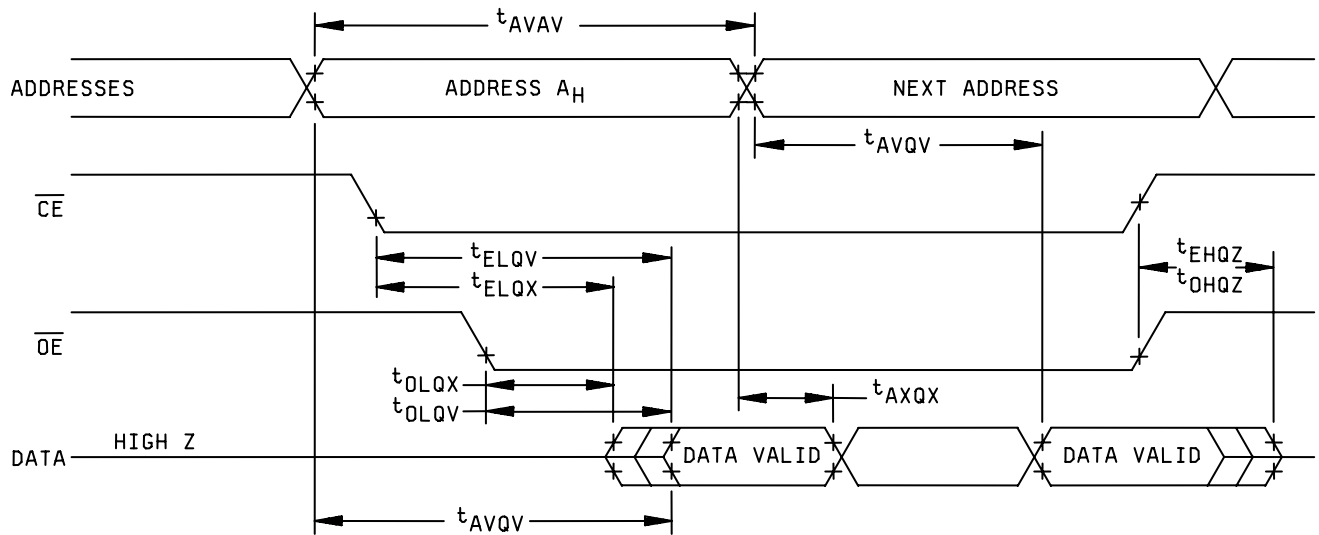 tAVAV
ADDRESSES
ADDRESS AH
NEXT ADDRESS
tAVQV
CE
tELQV
tEHQZ
tELQX
tOHQZ
OE
tOLQX
tAXQX
tOLQV
HIGH Z
DATA
DATA VALID
DATA VALID
tAVQV